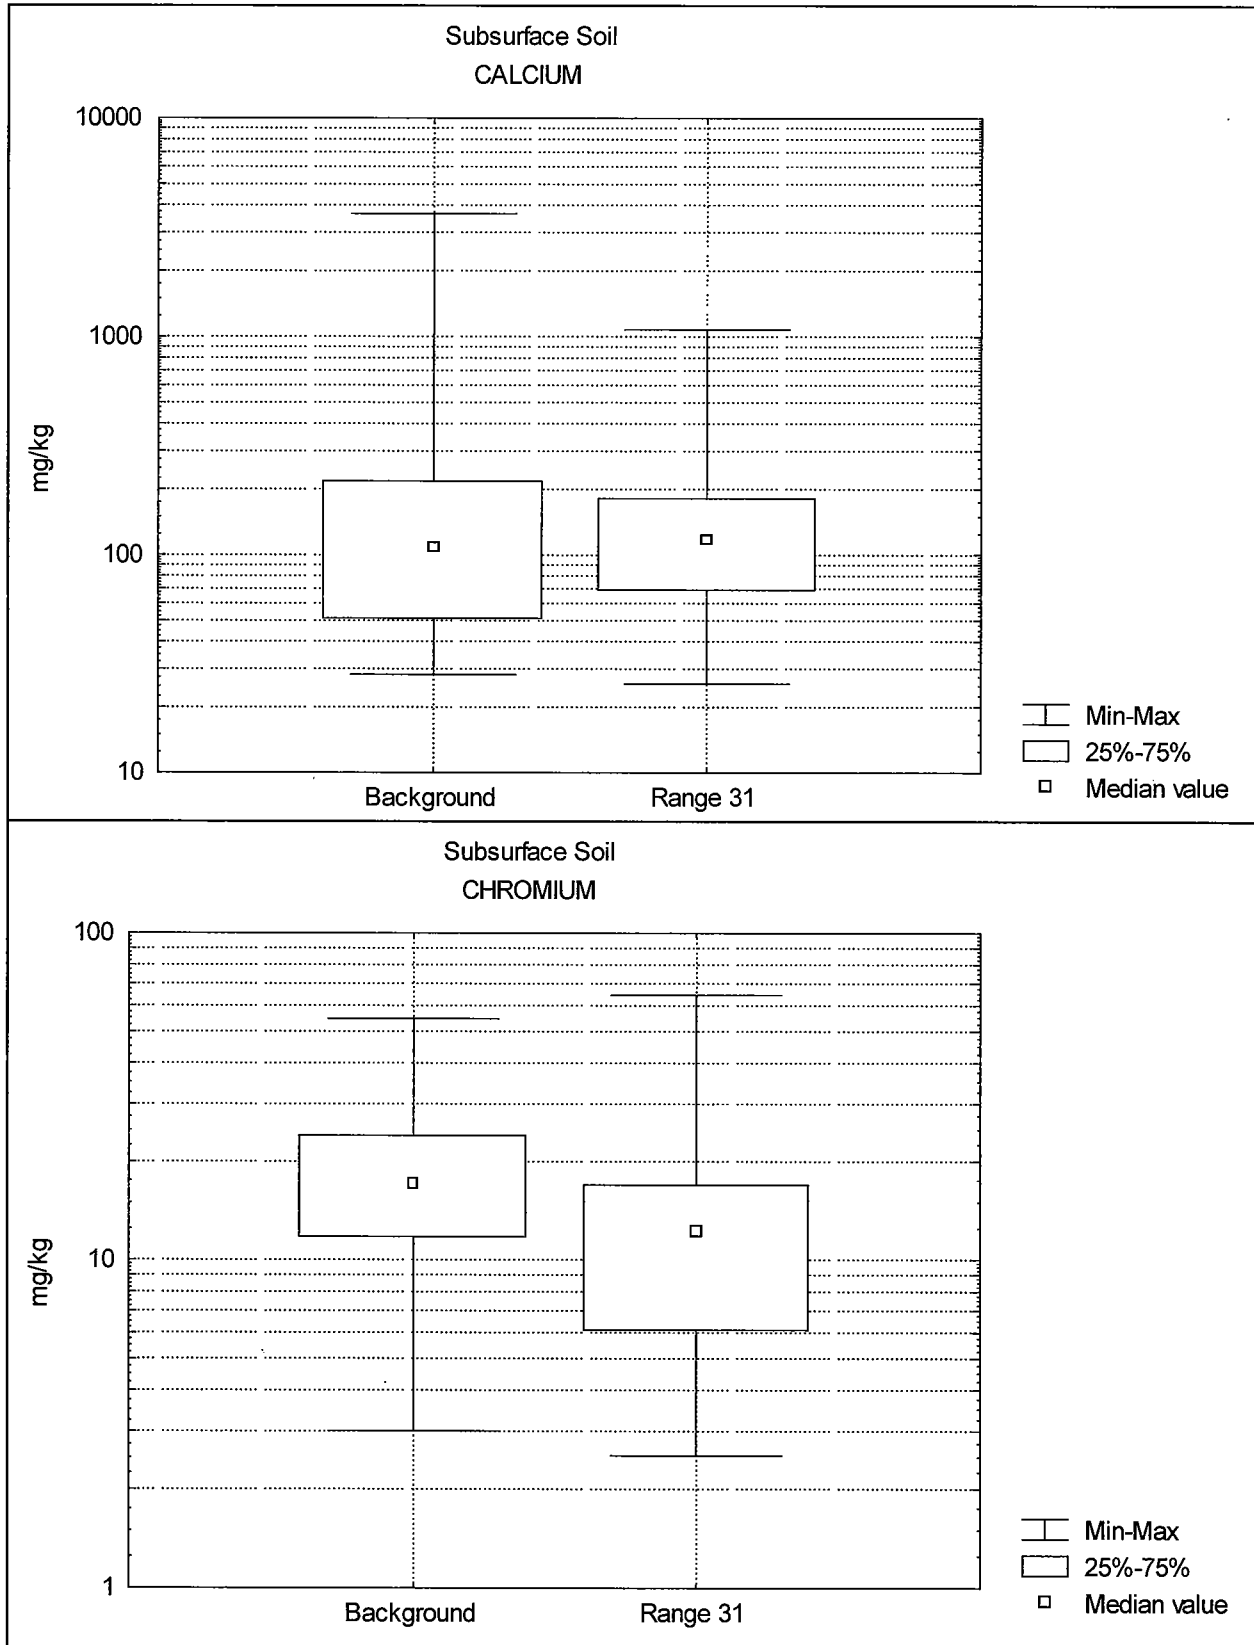 Subsurface Soil
CALCIUM
10000
1000
100
10
mg/kg
Background
Range 31
Min-Max
25%-75%
Median value
Subsurface Soil
CHROMIUM
100
10
1
mg/kg
Background
Range 31
Min-Max
25%-75%
Median value